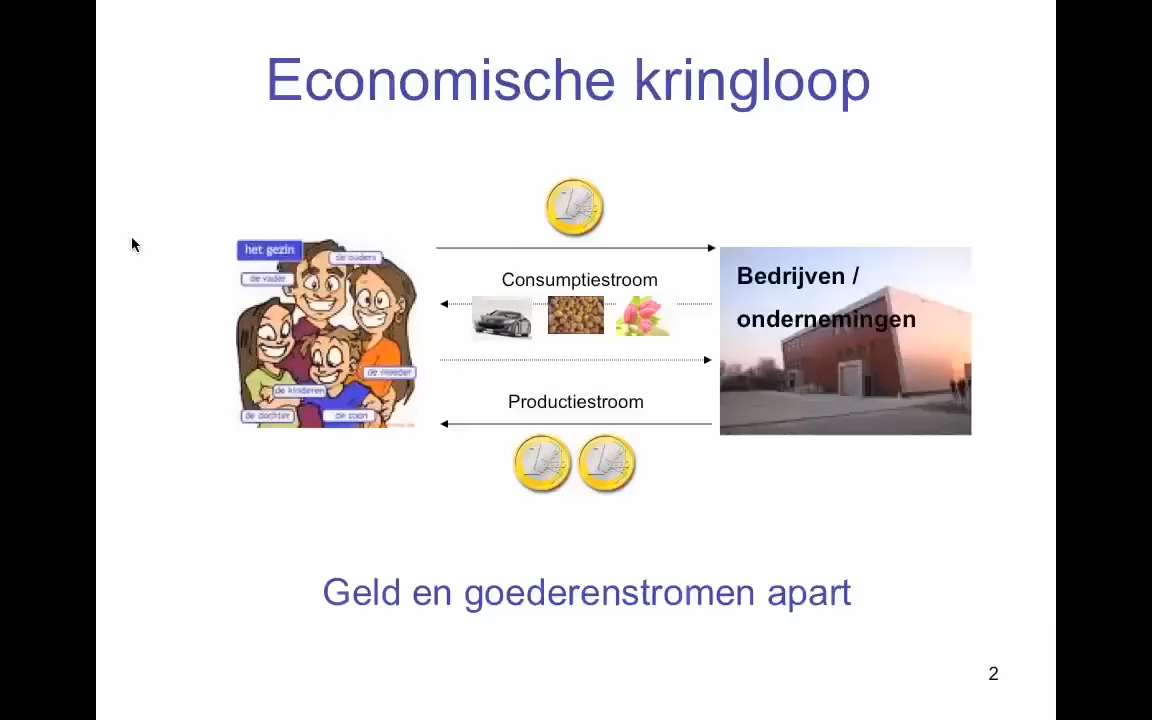 Economische kringloop
het gezin
de ouders
de vader
Consumptiestroom
Bedrijven /
ondernemingen
de moeder
de kinderen
de dochter
de zoon
Productiestroom
Geld en goederenstromen apart
2